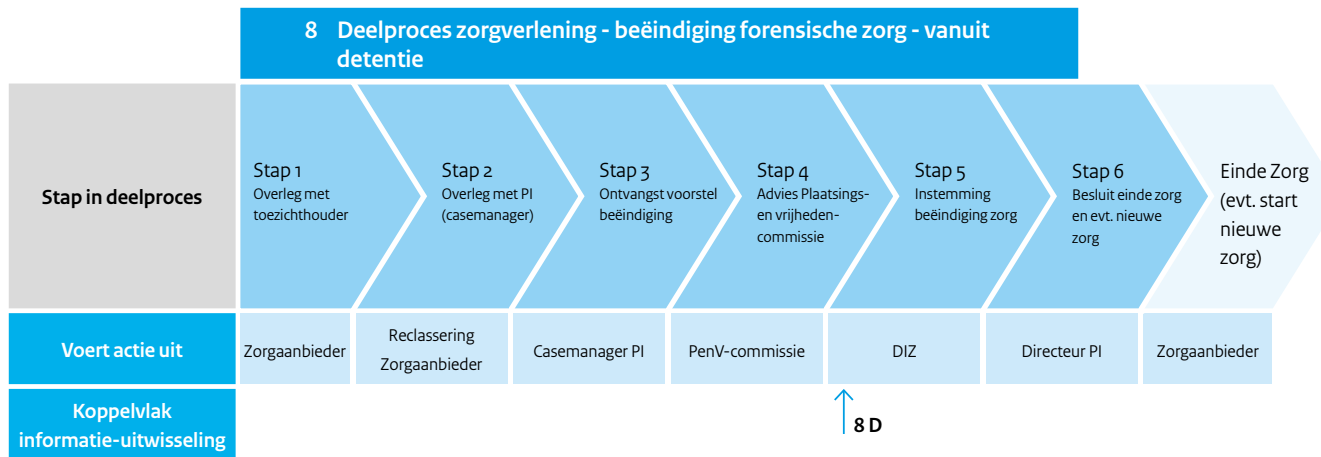 8 Deelproces zorgverlening - beëindiging forensische zorg - vanuit
detentie
Stap in deelproces
Stap 1
Overleg met
toezichthouder
Stap 2
Overleg met PI
(casemanager)
Stap 3
Ontvangst voorstel
beëindiging
Stap 4
Advies Plaatsings-
en vrijheden-
commissie
Stap 5
Instemming
beëindiging zorg
Stap 6
Besluit einde zorg
en evt. nieuwe
zorg
Einde Zorg
(evt. start
nieuwe
zorg)
Voert actie uit
Zorgaanbieder
Reclassering
Zorgaanbieder
Casemanager PI
PenV-commissie
DIZ
Directeur PI
Zorgaanbieder
Koppelvlak
informatie-uitwisseling
8 D